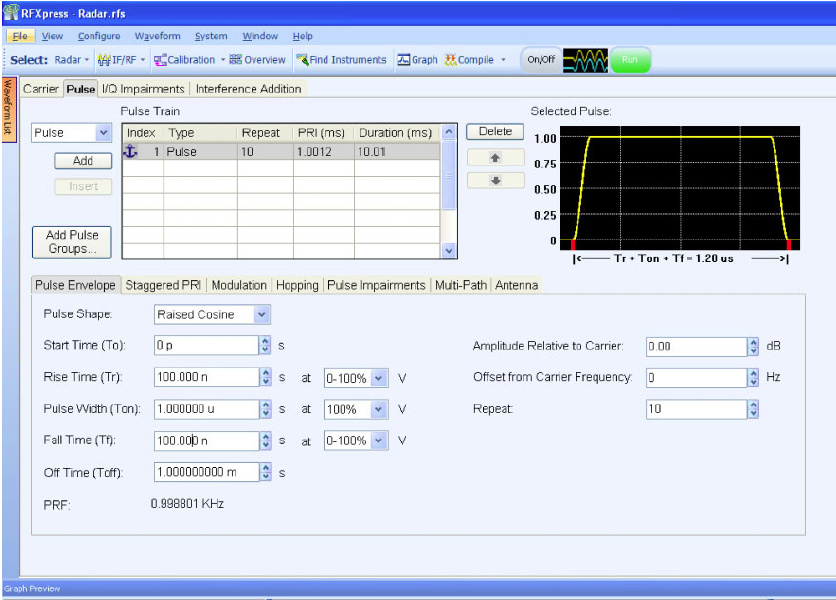 RFXpress - Radar.rfs
File View Configure Waveform System Window Help
Select: Radar IF/RF Calibration Overview Find Instruments Graph Compile On/Off Run
Waveform List
Carrier Pulse I/Q Impairments Interference Addition
Pulse Train
Selected Pulse:
Pulse
Add
Insert
Add Pulse
Groups...
Index Type Repeat PRI (ms) Duration (ms)
1 Pulse 10 1.0012 10.01
Delete
1.00
0.75
0.50
0.25
0
|<—— Tr + Ton + Tf = 1.20 us ——>|
Pulse Envelope Staggered PRI Modulation Hopping Pulse Impairments Multi-Path Antenna
Pulse Shape: Raised Cosine
Start Time (To): 0 p s
Amplitude Relative to Carrier: 0.00 dB
Rise Time (Tr): 100.000 n s at 0-100% V
Offset from Carrier Frequency: 0 Hz
Pulse Width (Ton): 1.000000 u s at 100% V
Repeat: 10
Fall Time (Tf): 100.000 n s at 0-100% V
Off Time (Toff): 1.000000000 m s
PRF: 0.998801 KHz
Graph Preview